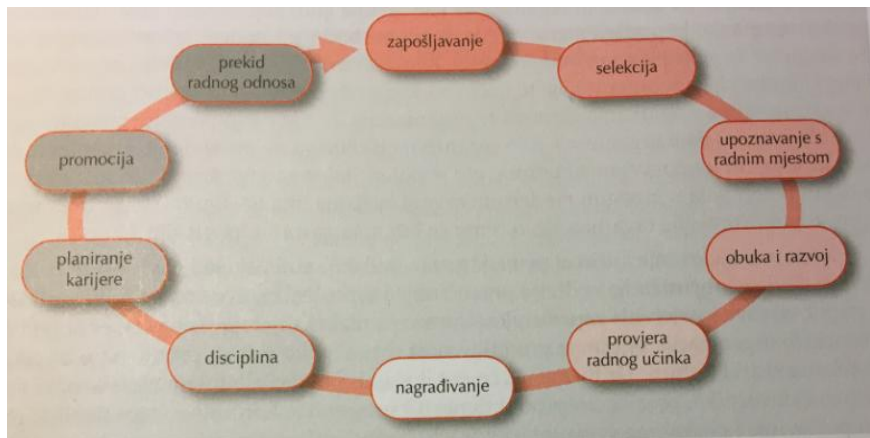 zapošljavanje
selekcija
upoznavanje s
radnim mjestom
obuka i razvoj
provjera
radnog učinka
nagrađivanje
disciplina
planiranje
karijere
promocija
prekid
radnog odnosa